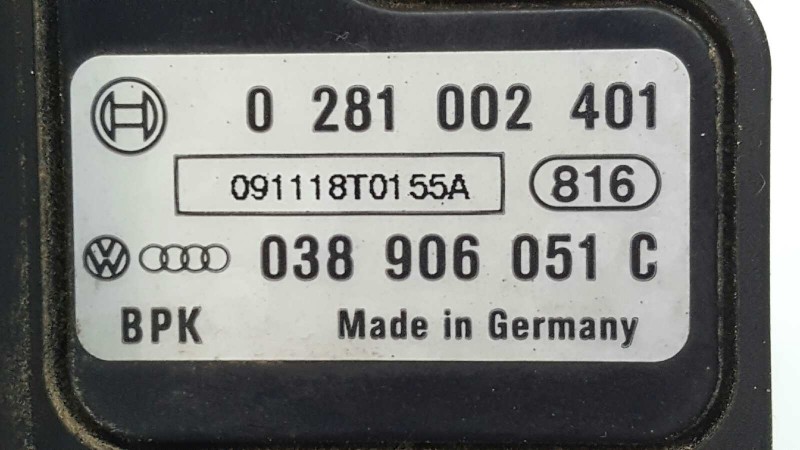 0 281 002 401
091118T0155A 816
038 906 051 C
BPK Made in Germany